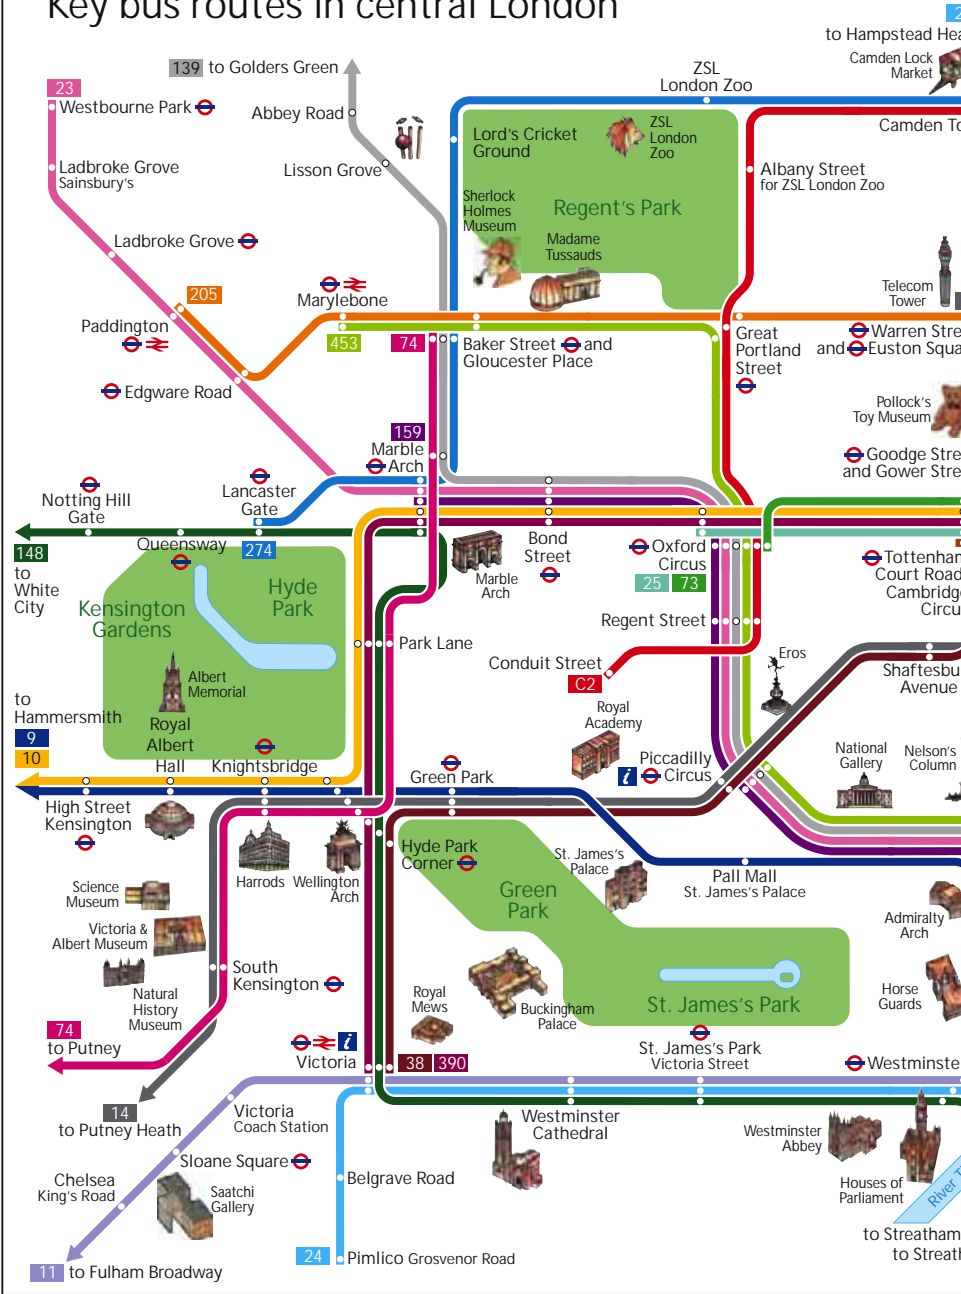 Key bus routes in central London
2
to Hampstead Hea
139 to Golders Green
Camden Lock
Market
ZSL
London Zoo
23
Westbourne Park
Abbey Road
Lord's Cricket
Ground
ZSL
London
Zoo
Camden To
Lisson Grove
Ladbroke Grove
Sainsbury's
Albany Street
for ZSL London Zoo
Sherlock
Holmes
Museum
Regent's Park
Madame
Tussauds
Ladbroke Grove
Telecom
Tower
205
Marylebone
Paddington
453
74
Baker Street and
Gloucester Place
Great
Portland
Street
Warren Stre
and Euston Squa
Edgware Road
Pollock's
Toy Museum
159
Marble
Arch
Goodge Stre
and Gower Stre
Notting Hill
Gate
Lancaster
Gate
148
to
White
City
Queensway
274
Bond
Street
Oxford
Circus
25 73
Tottenham
Court Road
Cambridge
Circu
Marble
Arch
Hyde
Park
Kensington
Gardens
Regent Street
Park Lane
Conduit Street
C2
Eros
Shaftesbu
Avenue
Albert
Memorial
to
Hammersmith
9
10
Royal
Albert
Hall
Royal
Academy
Knightsbridge
Green Park
Piccadilly
Circus
National
Gallery
Nelson's
Column
High Street
Kensington
Harrods
Wellington
Arch
Hyde Park
Corner
St. James's
Palace
Pall Mall
St. James's Palace
Science
Museum
Green
Park
Victoria &
Albert Museum
Admiralty
Arch
South
Kensington
Natural
History
Museum
Royal
Mews
Buckingham
Palace
St. James's Park
Horse
Guards
74
to Putney
Victoria
38 390
St. James's Park
Victoria Street
Westminste
14
to Putney Heath
Victoria
Coach Station
Westminster
Cathedral
Westminster
Abbey
Sloane Square
Chelsea
King's Road
Saatchi
Gallery
Belgrave Road
Houses of
Parliament
River T
to Streatham
to Streath
24
Pimlico Grosvenor Road
11 to Fulham Broadway